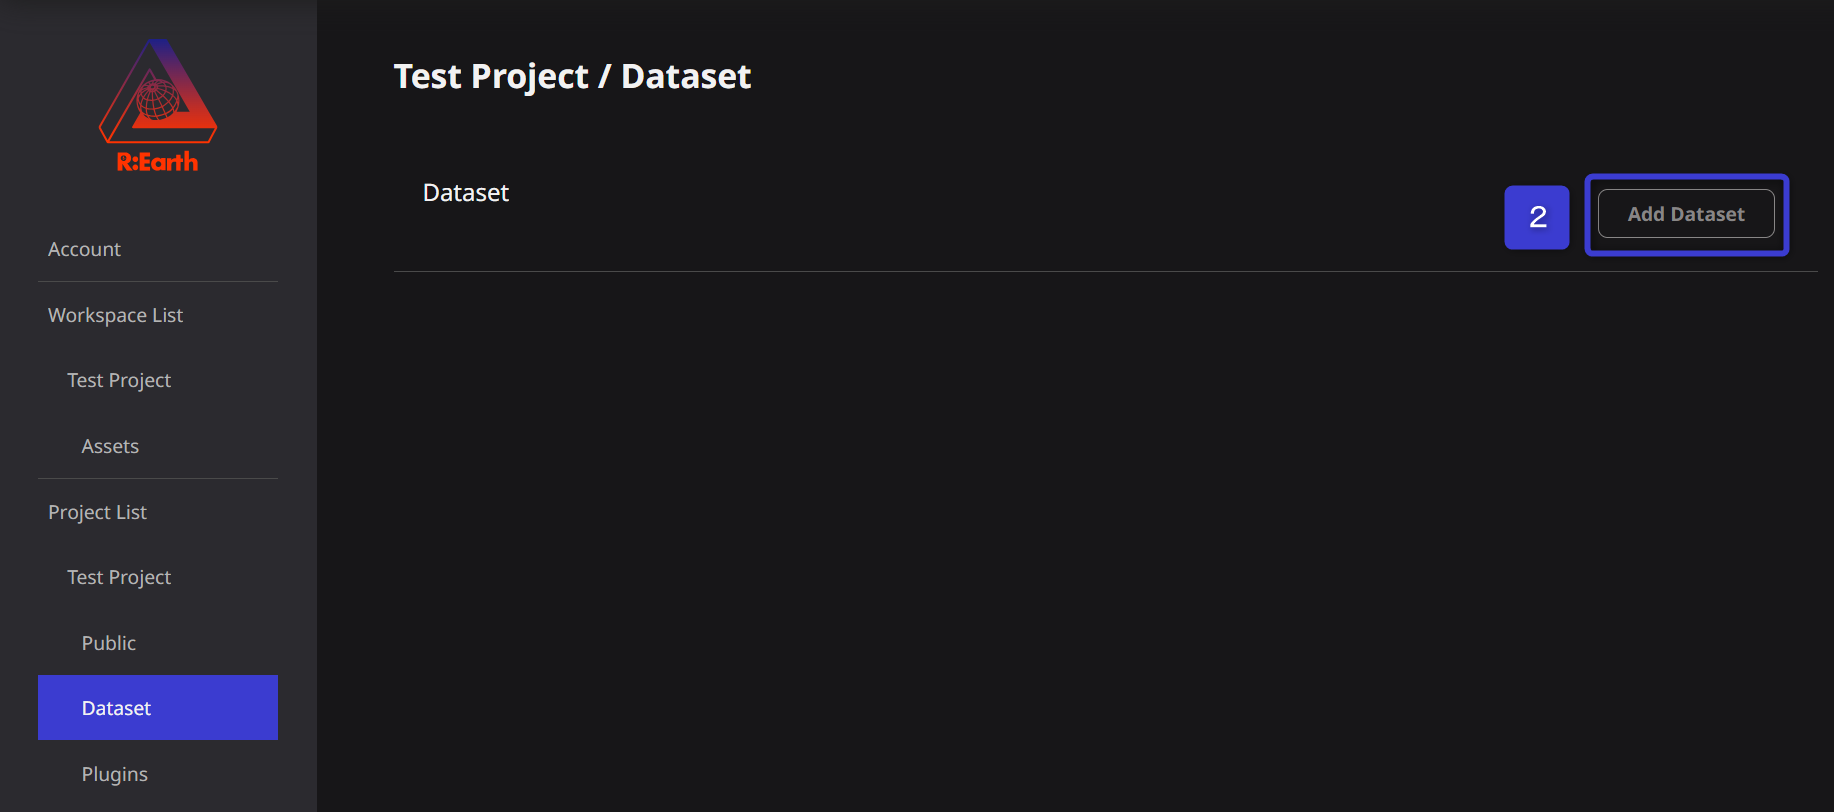 R:Earth
Account
Workspace List
Test Project
Assets
Project List
Test Project
Public
Dataset
Plugins
Test Project / Dataset
Dataset
2
Add Dataset